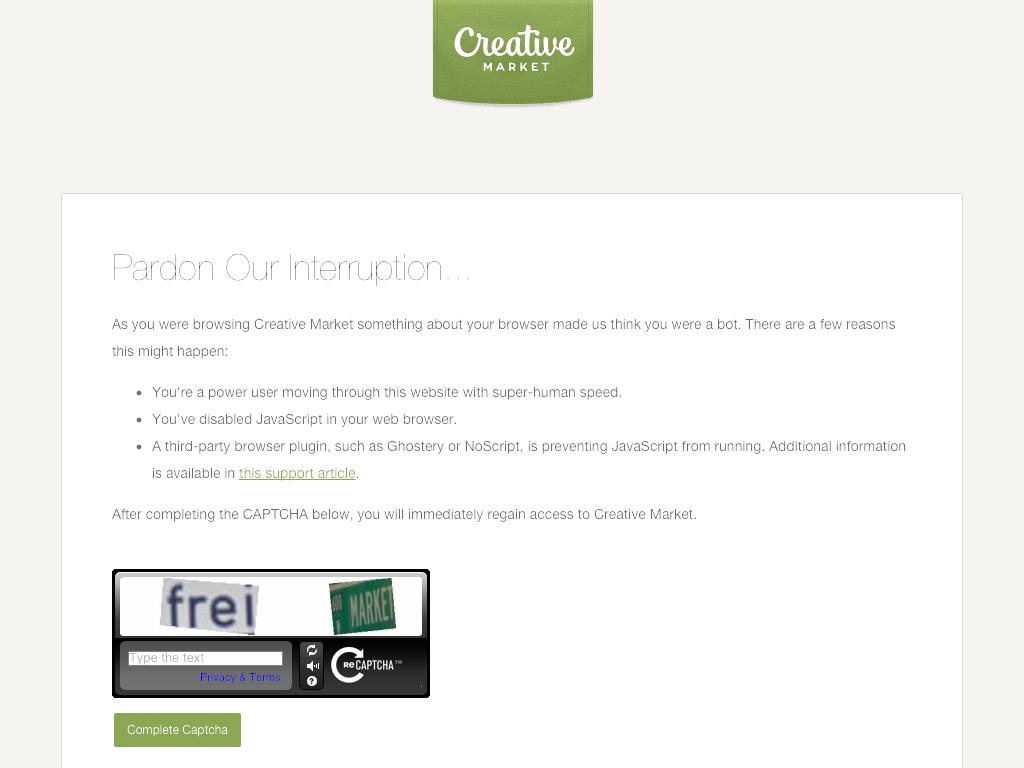 Creative
MARKET
Pardon Our Interruption...
As you were browsing Creative Market something about your browser made us think you were a bot. There are a few reasons
this might happen:
• You're a power user moving through this website with super-human speed.
• You've disabled JavaScript in your web browser.
• A third-party browser plugin, such as Ghostery or NoScript, is preventing JavaScript from running. Additional information
is available in this support article.
After completing the CAPTCHA below, you will immediately regain access to Creative Market.
frei MARKET
Type the text
Privacy & Terms
reCAPTCHA™
Complete Captcha